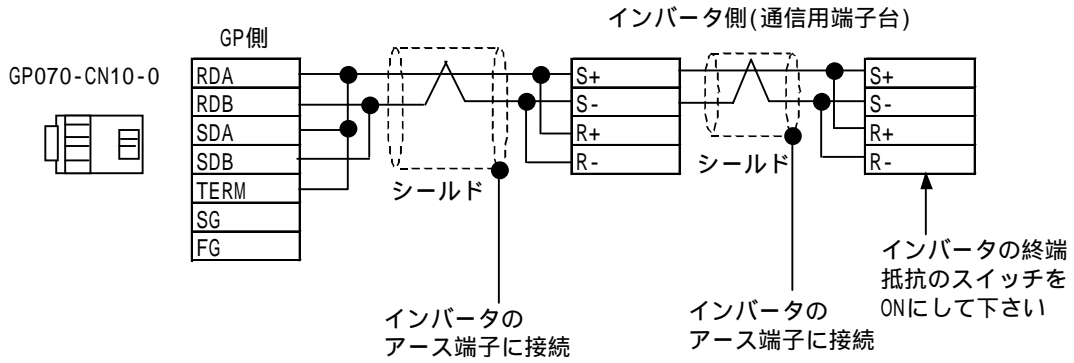 インバータ側(通信用端子台)
GP側
GP070-CN10-0
RDA
RDB
SDA
SDB
TERM
SG
FG
シールド
S+
S-
R+
R-
シールド
S+
S-
R+
R-
インバータの
アース端子に接続
インバータの
アース端子に接続
インバータの終端
抵抗のスイッチを
ONにして下さい